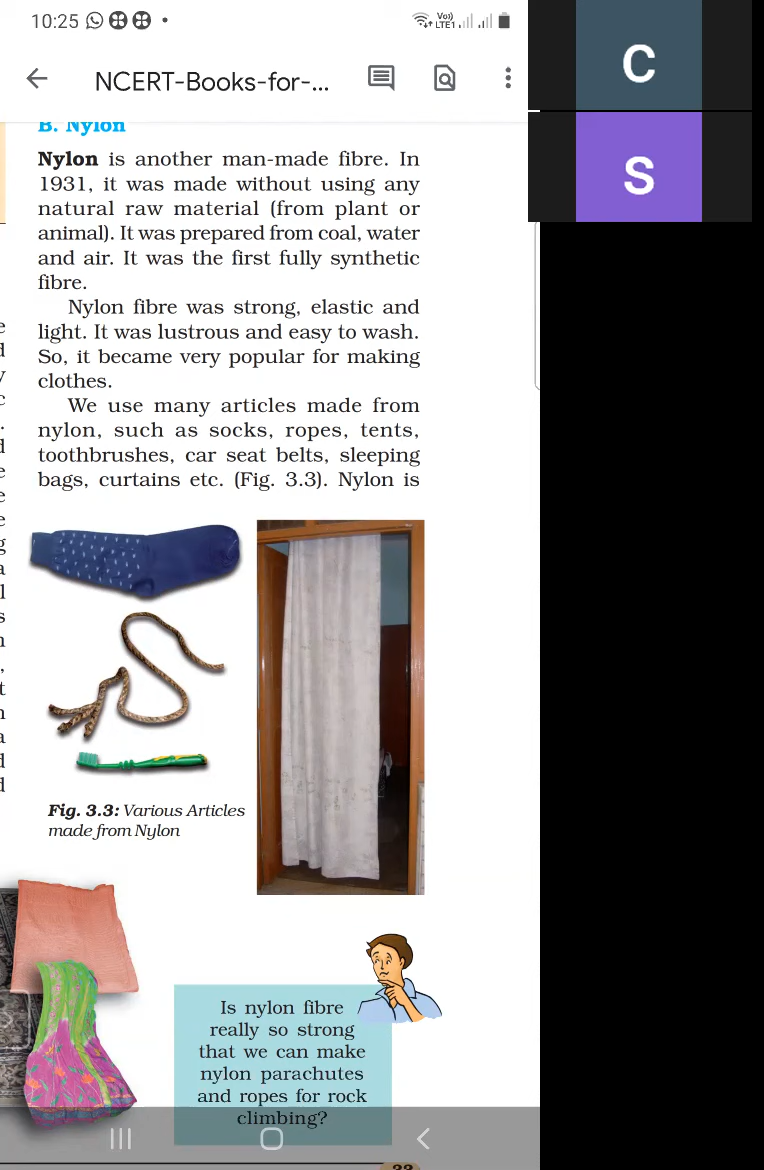 10:25
Vo))
LTE1
NCERT-Books-for-...
C
S
B. Nylon
Nylon is another man-made fibre. In
1931, it was made without using any
natural raw material (from plant or
animal). It was prepared from coal, water
and air. It was the first fully synthetic
fibre.
Nylon fibre was strong, elastic and
light. It was lustrous and easy to wash.
So, it became very popular for making
clothes.
We use many articles made from
nylon, such as socks, ropes, tents,
toothbrushes, car seat belts, sleeping
bags, curtains etc. (Fig. 3.3). Nylon is
Fig. 3.3: Various Articles
made from Nylon
Is nylon fibre
really so strong
that we can make
nylon parachutes
and ropes for rock
climbing?